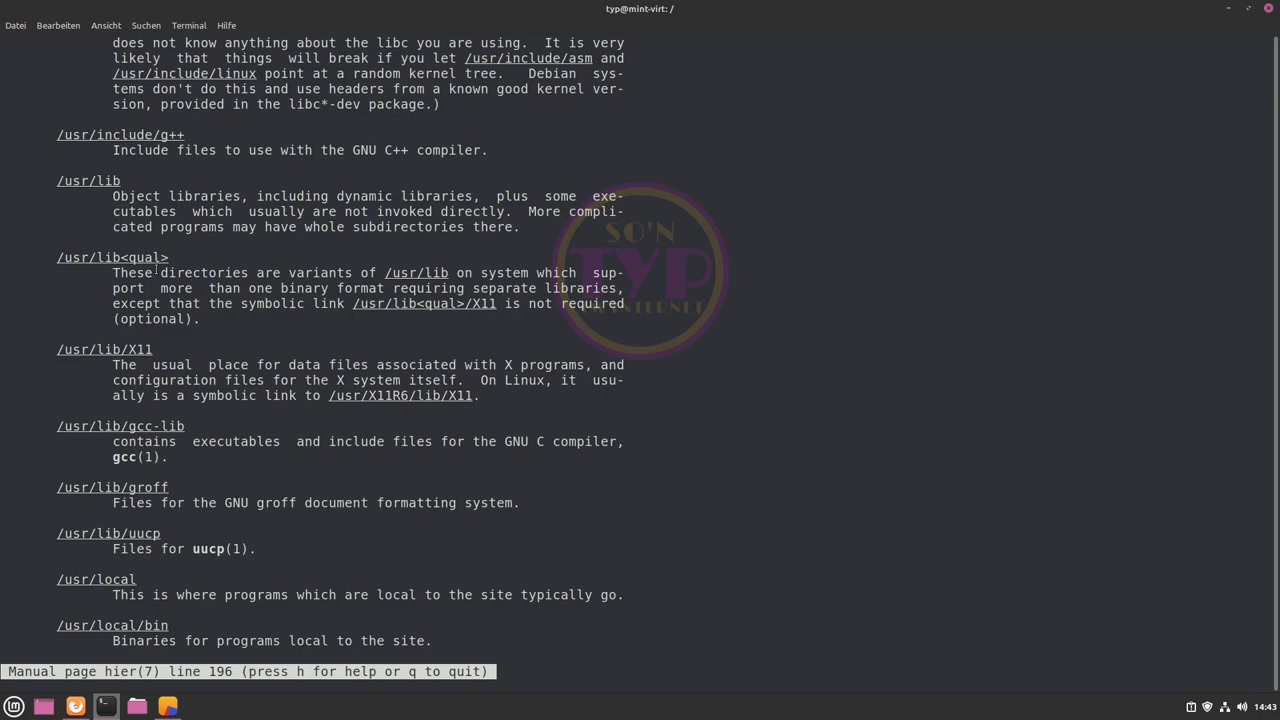 typ@mint-virt: /
Datei Bearbeiten Ansicht Suchen Terminal Hilfe
does not know anything about the libc you are using.  It is very
likely  that  things  will break if you let /usr/include/asm and
/usr/include/linux point at a random kernel tree.   Debian  sys-
tems don't do this and use headers from a known good kernel ver-
sion, provided in the libc*-dev package.)
/usr/include/g++
Include files to use with the GNU C++ compiler.
/usr/lib
Object libraries, including dynamic libraries,  plus  some  exe-
cutables  which  usually are not invoked directly.  More compli-
cated programs may have whole subdirectories there.
/usr/lib<qual>
These directories are variants of /usr/lib on system which  sup-
port  more  than one binary format requiring separate libraries,
except that the symbolic link /usr/lib<qual>/X11 is not required
(optional).
/usr/lib/X11
The  usual  place for data files associated with X programs, and
configuration files for the X system itself.  On Linux, it  usu-
ally is a symbolic link to /usr/X11R6/lib/X11.
/usr/lib/gcc-lib
contains  executables  and include files for the GNU C compiler,
gcc(1).
/usr/lib/groff
Files for the GNU groff document formatting system.
/usr/lib/uucp
Files for uucp(1).
/usr/local
This is where programs which are local to the site typically go.
/usr/local/bin
Binaries for programs local to the site.
Manual page hier(7) line 196 (press h for help or q to quit)
SO'N
TYP
IM INTERNET
14:43